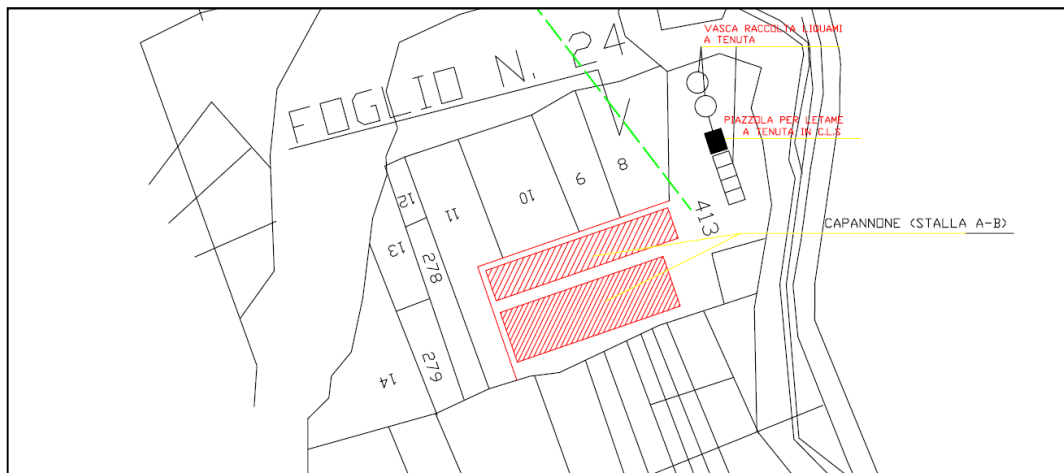 VASCA RACCOLTA LIQUAMI
A TENUTA
FOGLIO N. 24
PIAZZOLA PER LETAME
A TENUTA IN C.L.S
8
9
10
11
12
13
278
413
CAPANNONE (STALLA A-B)
279
14